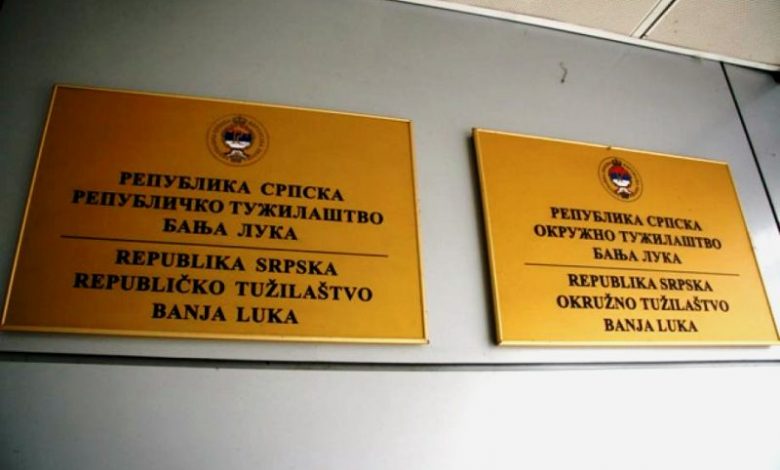 РЕПУБЛИКА СРПСКА
РЕПУБЛИЧКО ТУЖИЛАШТВО
БАЊА ЛУКА
REPUBLIKA SRPSKA
REPUBLIČKO TUŽILAŠTVO
BANJA LUKA
РЕПУБЛИКА СРПСКА
ОКРУЖНО ТУЖИЛАШТВО
БАЊА ЛУКА
REPUBLIKA SRPSKA
OKRUŽNO TUŽILAŠTVO
BANJA LUKA